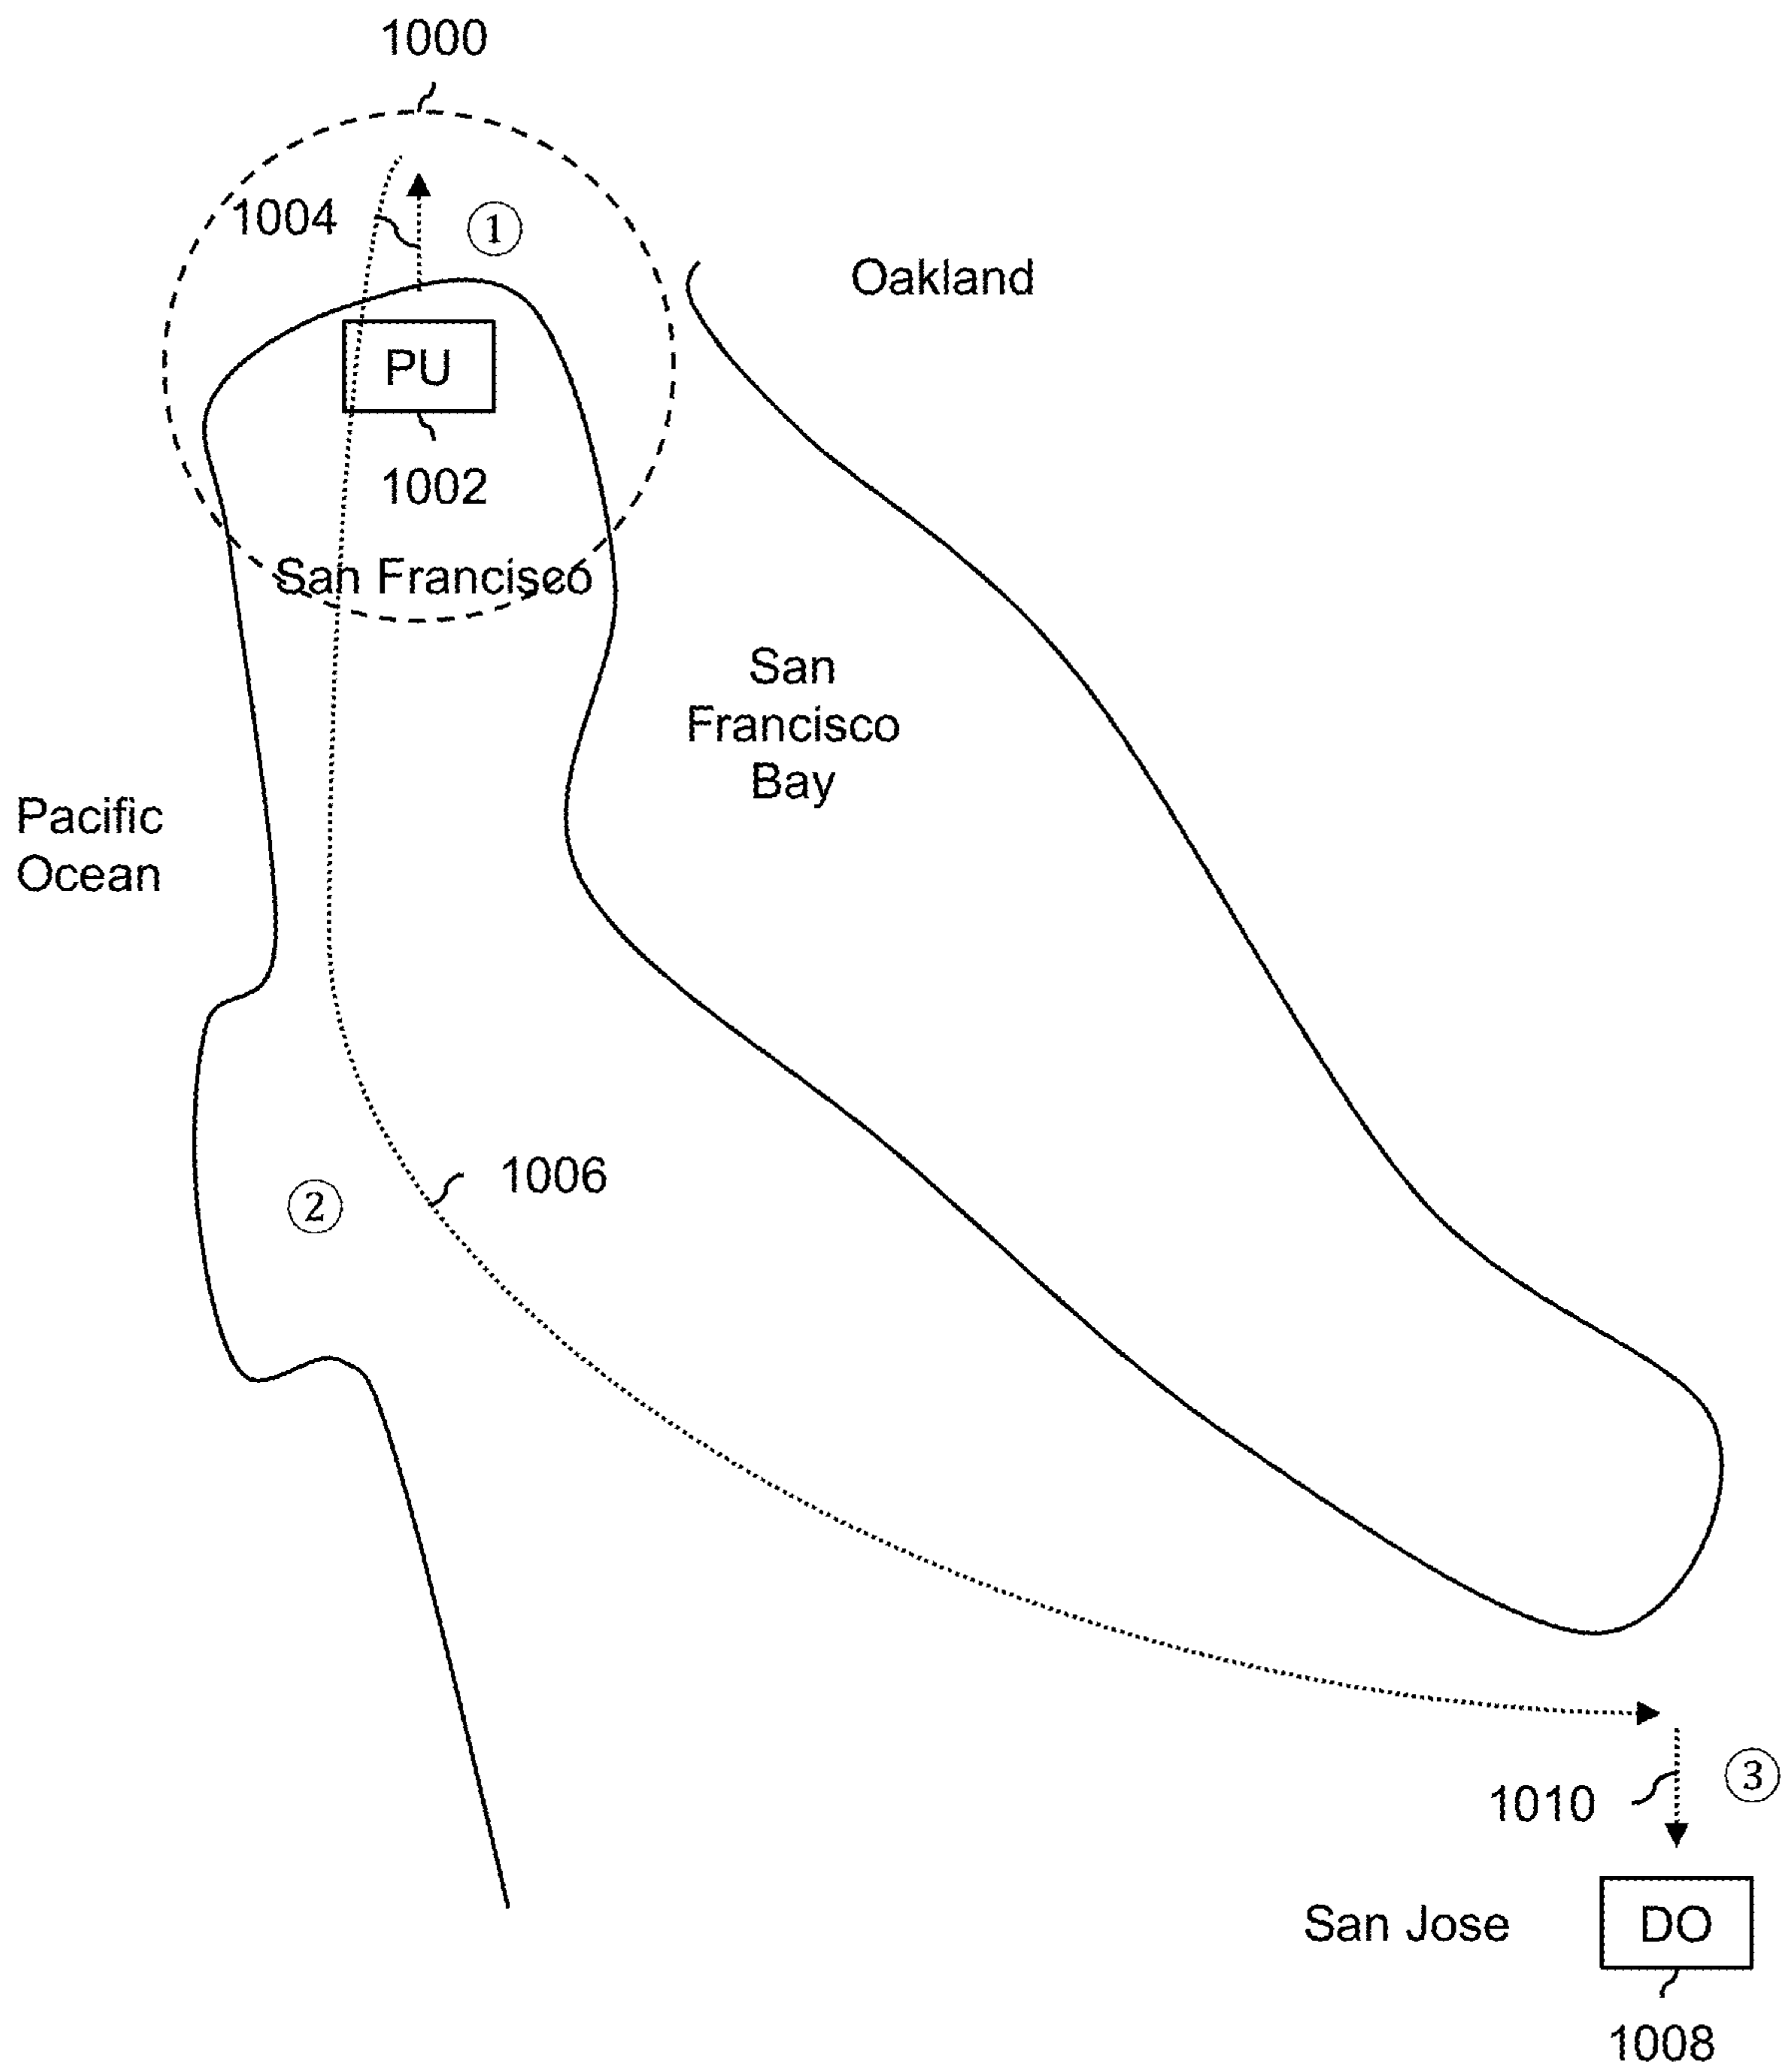 1000
1004
①
Oakland
PU
1002
San Francisco
San
Francisco
Bay
Pacific
Ocean
1006
②
③
1010
San Jose
DO
1008